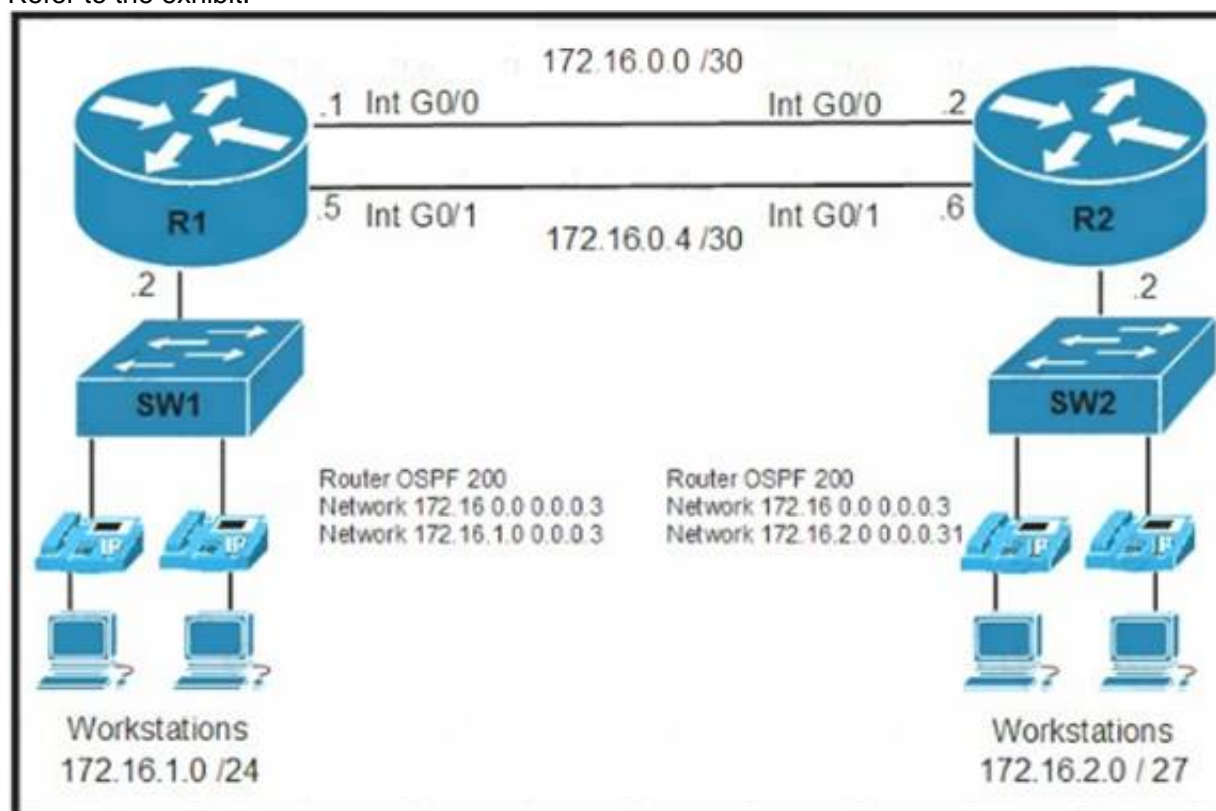 Refer to the exhibit.
172.16.0.0 /30
.1 Int G0/0 Int G0/0 .2
.5 Int G0/1 Int G0/1 .6
172.16.0.4 /30
R1
R2
.2
.2
SW1
SW2
Router OSPF 200
Network 172.16 0.0 0.0.0.3
Network 172.16.1.0 0.0.0 3
Router OSPF 200
Network 172.16 0.0 0.0.0.3
Network 172.16.2.0 0.0.0.31
IP
IP
IP
IP
Workstations
172.16.1.0 /24
Workstations
172.16.2.0 / 27